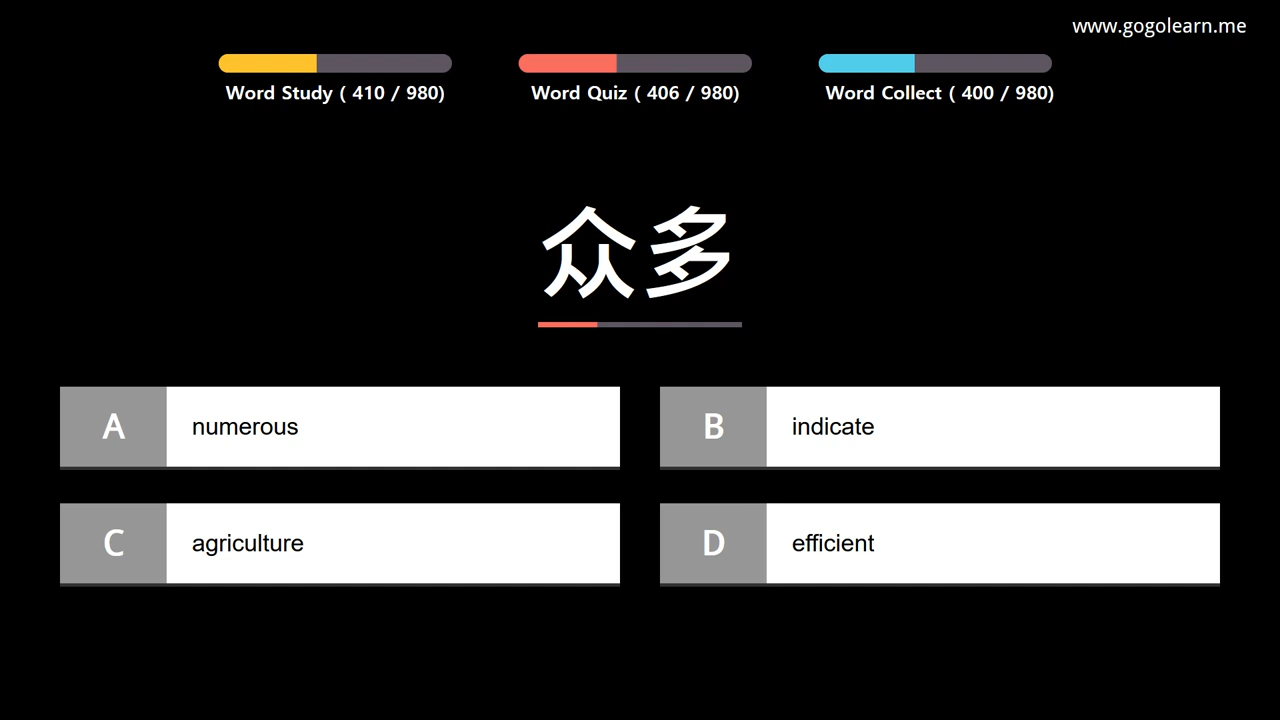 www.gogolearn.me
Word Study ( 410 / 980)
Word Quiz ( 406 / 980)
Word Collect ( 400 / 980)
众多
A numerous
B indicate
C agriculture
D efficient